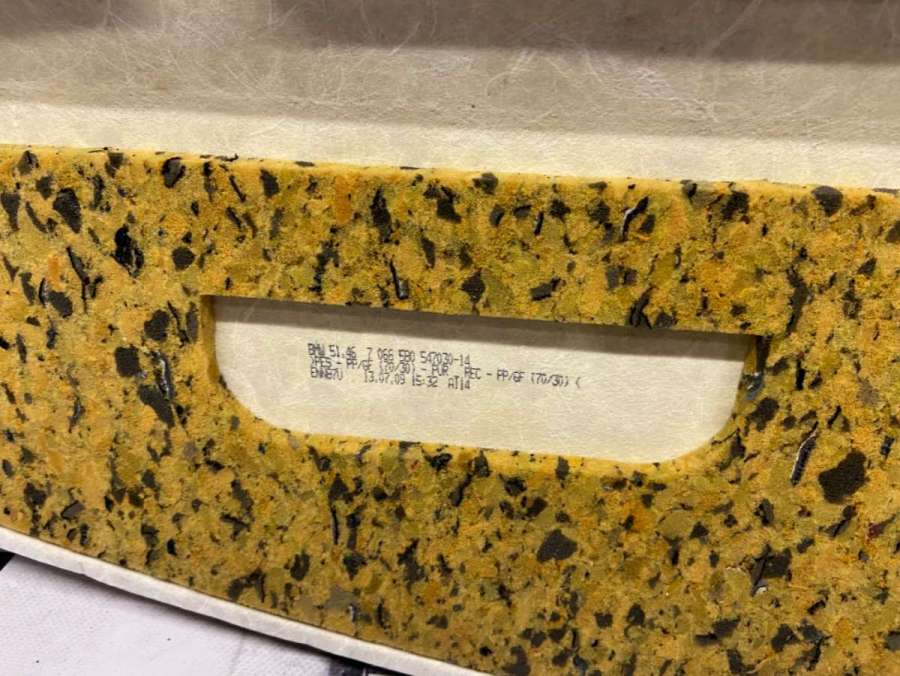 BMW 51.46 7 066 580 547030-14
>PES - PP/GF (70/30) - PUR REC - PP/GF (70/30) <
13.07.09 15:32 AT14